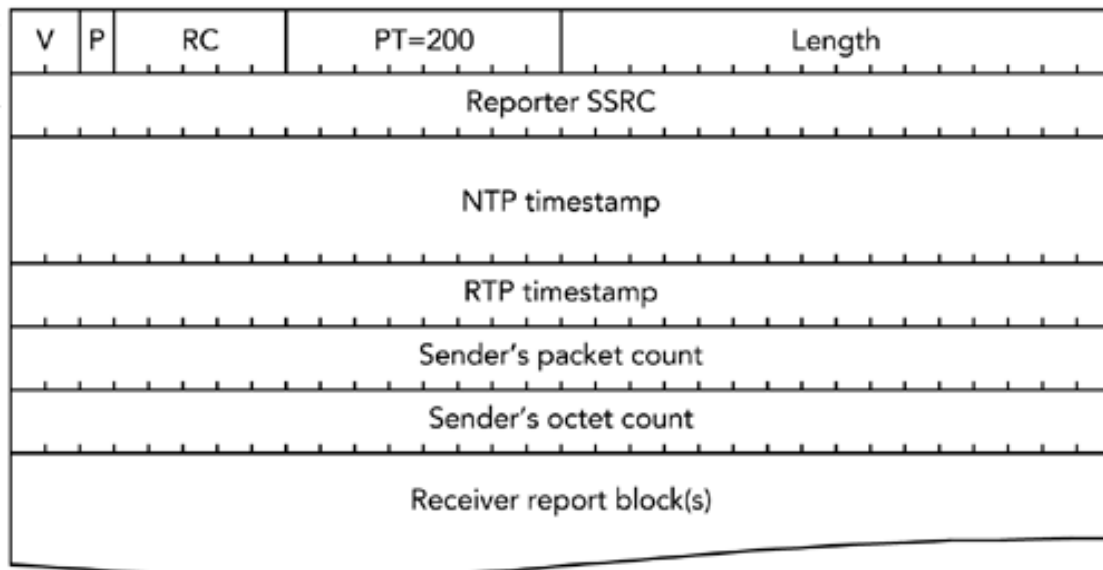 V P RC PT=200 Length
Reporter SSRC
NTP timestamp
RTP timestamp
Sender's packet count
Sender's octet count
Receiver report block(s)